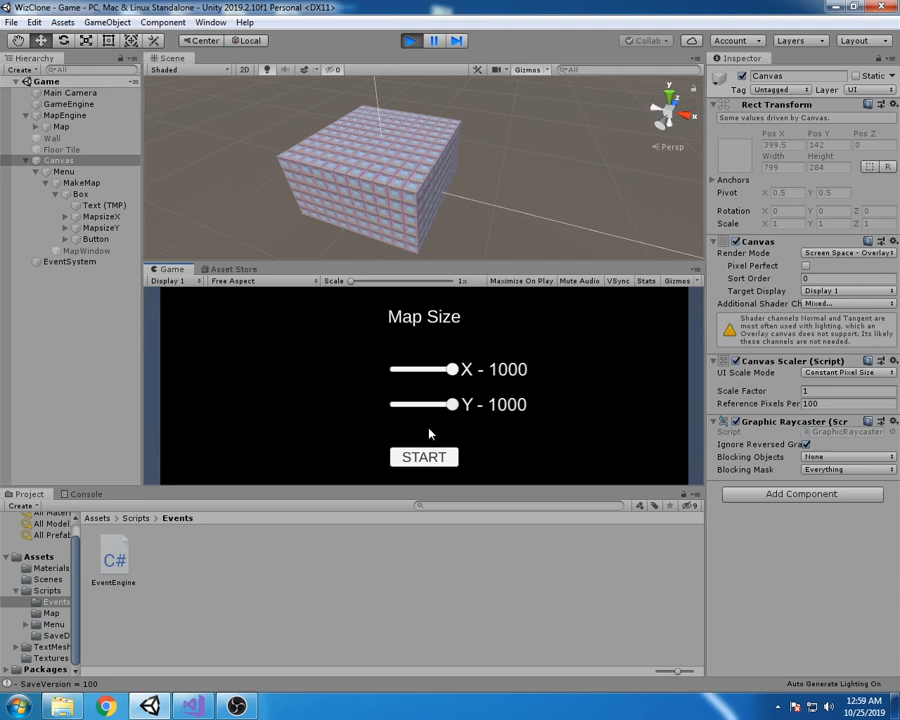 WizClone - Game - PC, Mac & Linux Standalone - Unity 2019.2.10f1 Personal <DX11>
File Edit Assets GameObject Component Window Help
Center Local Collab Account Layers Layout
Hierarchy
Create All
Game
Main Camera
GameEngine
MapEngine
Map
Wall
Floor Tile
Canvas
Menu
MakeMap
Box
Text (TMP)
MapsizeX
MapsizeY
Button
MapWindow
EventSystem
Scene
Shaded 2D 0 Gizmos All
y
z
x
Persp
Game Asset Store
Display 1 Free Aspect Scale 1x Maximize On Play Mute Audio VSync Stats Gizmos
Map Size
X - 1000
Y - 1000
START
Inspector
Canvas Static
Tag Untagged Layer UI
Rect Transform
Some values driven by Canvas.
Pos X Pos Y Pos Z
399.5 142 0
Width Height
799 284 R
Anchors
Pivot X 0.5 Y 0.5
Rotation X 0 Y 0 Z 0
Scale X 1 Y 1 Z 1
Canvas
Render Mode Screen Space - Overlay
Pixel Perfect
Sort Order 0
Target Display Display 1
Additional Shader Ch Mixed...
Shader channels Normal and Tangent are
most often used with lighting, which an
Overlay canvas does not support. Its likely
these channels are not needed.
Canvas Scaler (Script)
UI Scale Mode Constant Pixel Size
Scale Factor 1
Reference Pixels Per 100
Graphic Raycaster (Scr
Script GraphicRaycaster
Ignore Reversed Gra
Blocking Objects None
Blocking Mask Everything
Add Component
Project Console
Create 9
All Materi
All Model
All Prefab
Assets
Materials
Scenes
Scripts
Events
Map
Menu
SaveD
TextMesh
Textures
Packages
Assets Scripts Events
C#
EventEngine
- SaveVersion = 100
Auto Generate Lighting On
12:59 AM
10/25/2019